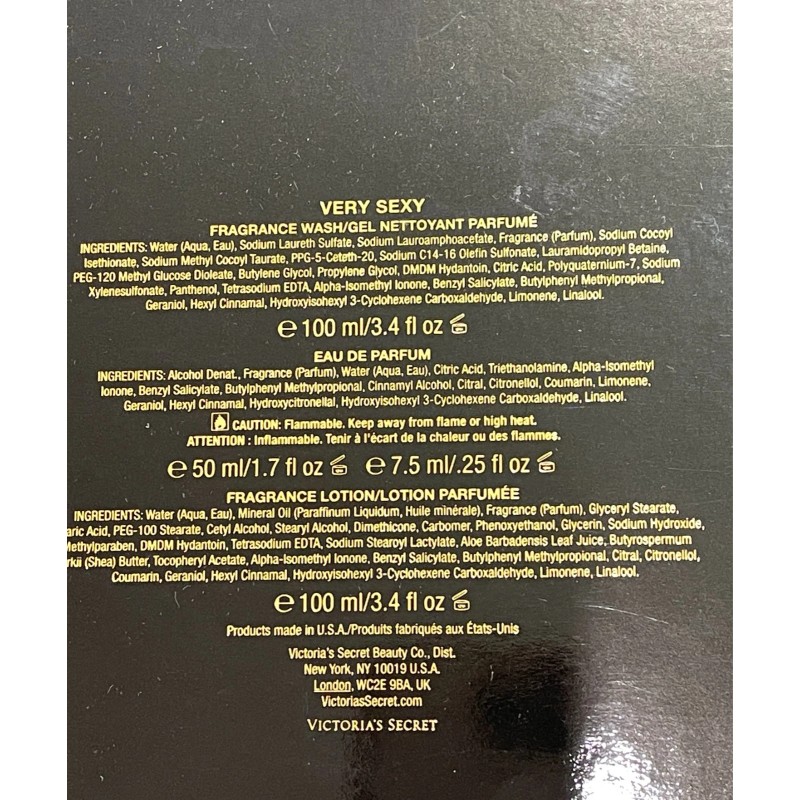 VERY SEXY
FRAGRANCE WASH/GEL NETTOYANT PARFUMÉ
INGREDIENTS: Water (Aqua, Eau), Sodium Laureth Sulfate, Sodium Lauroamphoacetate, Fragrance (Parfum), Sodium Cocoyl
Isethionate, Sodium Methyl Cocoyl Taurate, PPG-5-Ceteth-20, Sodium C14-16 Olefin Sulfonate, Lauramidopropyl Betaine,
PEG-120 Methyl Glucose Dioleate, Butylene Glycol, Propylene Glycol, DMDM Hydantoin, Citric Acid, Polyquaternium-7, Sodium
Xylenesulfonate, Panthenol, Tetrasodium EDTA, Alpha-Isomethyl Ionone, Benzyl Salicylate, Butylphenyl Methylpropional,
Geraniol, Hexyl Cinnamal, Hydroxyisohexyl 3-Cyclohexene Carboxaldehyde, Limonene, Linalool.
℮ 100 ml/3.4 fl oz
EAU DE PARFUM
INGREDIENTS: Alcohol Denat., Fragrance (Parfum), Water (Aqua, Eau), Citric Acid, Triethanolamine, Alpha-Isomethyl
Ionone, Benzyl Salicylate, Butylphenyl Methylpropional, Cinnamyl Alcohol, Citral, Citronellol, Coumarin, Limonene,
Geraniol, Hexyl Cinnamal, Hydroxycitronellal, Hydroxyisohexyl 3-Cyclohexene Carboxaldehyde, Linalool.
CAUTION: Flammable. Keep away from flame or high heat.
ATTENTION : Inflammable. Tenir à l'écart de la chaleur ou des flammes.
℮ 50 ml/1.7 fl oz ℮ 7.5 ml/.25 fl oz
FRAGRANCE LOTION/LOTION PARFUMÉE
INGREDIENTS: Water (Aqua, Eau), Mineral Oil (Paraffinum Liquidum, Huile minérale), Fragrance (Parfum), Glyceryl Stearate,
aric Acid, PEG-100 Stearate, Cetyl Alcohol, Stearyl Alcohol, Dimethicone, Carbomer, Phenoxyethanol, Glycerin, Sodium Hydroxide,
Methylparaben, DMDM Hydantoin, Tetrasodium EDTA, Sodium Stearoyl Lactylate, Aloe Barbadensis Leaf Juice, Butyrospermum
rkii (Shea) Butter, Tocopheryl Acetate, Alpha-Isomethyl Ionone, Benzyl Salicylate, Butylphenyl Methylpropional, Citral, Citronellol,
Coumarin, Geraniol, Hexyl Cinnamal, Hydroxyisohexyl 3-Cyclohexene Carboxaldehyde, Limonene, Linalool.
℮ 100 ml/3.4 fl oz
Products made in U.S.A./Produits fabriqués aux États-Unis
Victoria's Secret Beauty Co., Dist.
New York, NY 10019 U.S.A.
London, WC2E 9BA, UK
VictoriasSecret.com
VICTORIA'S SECRET